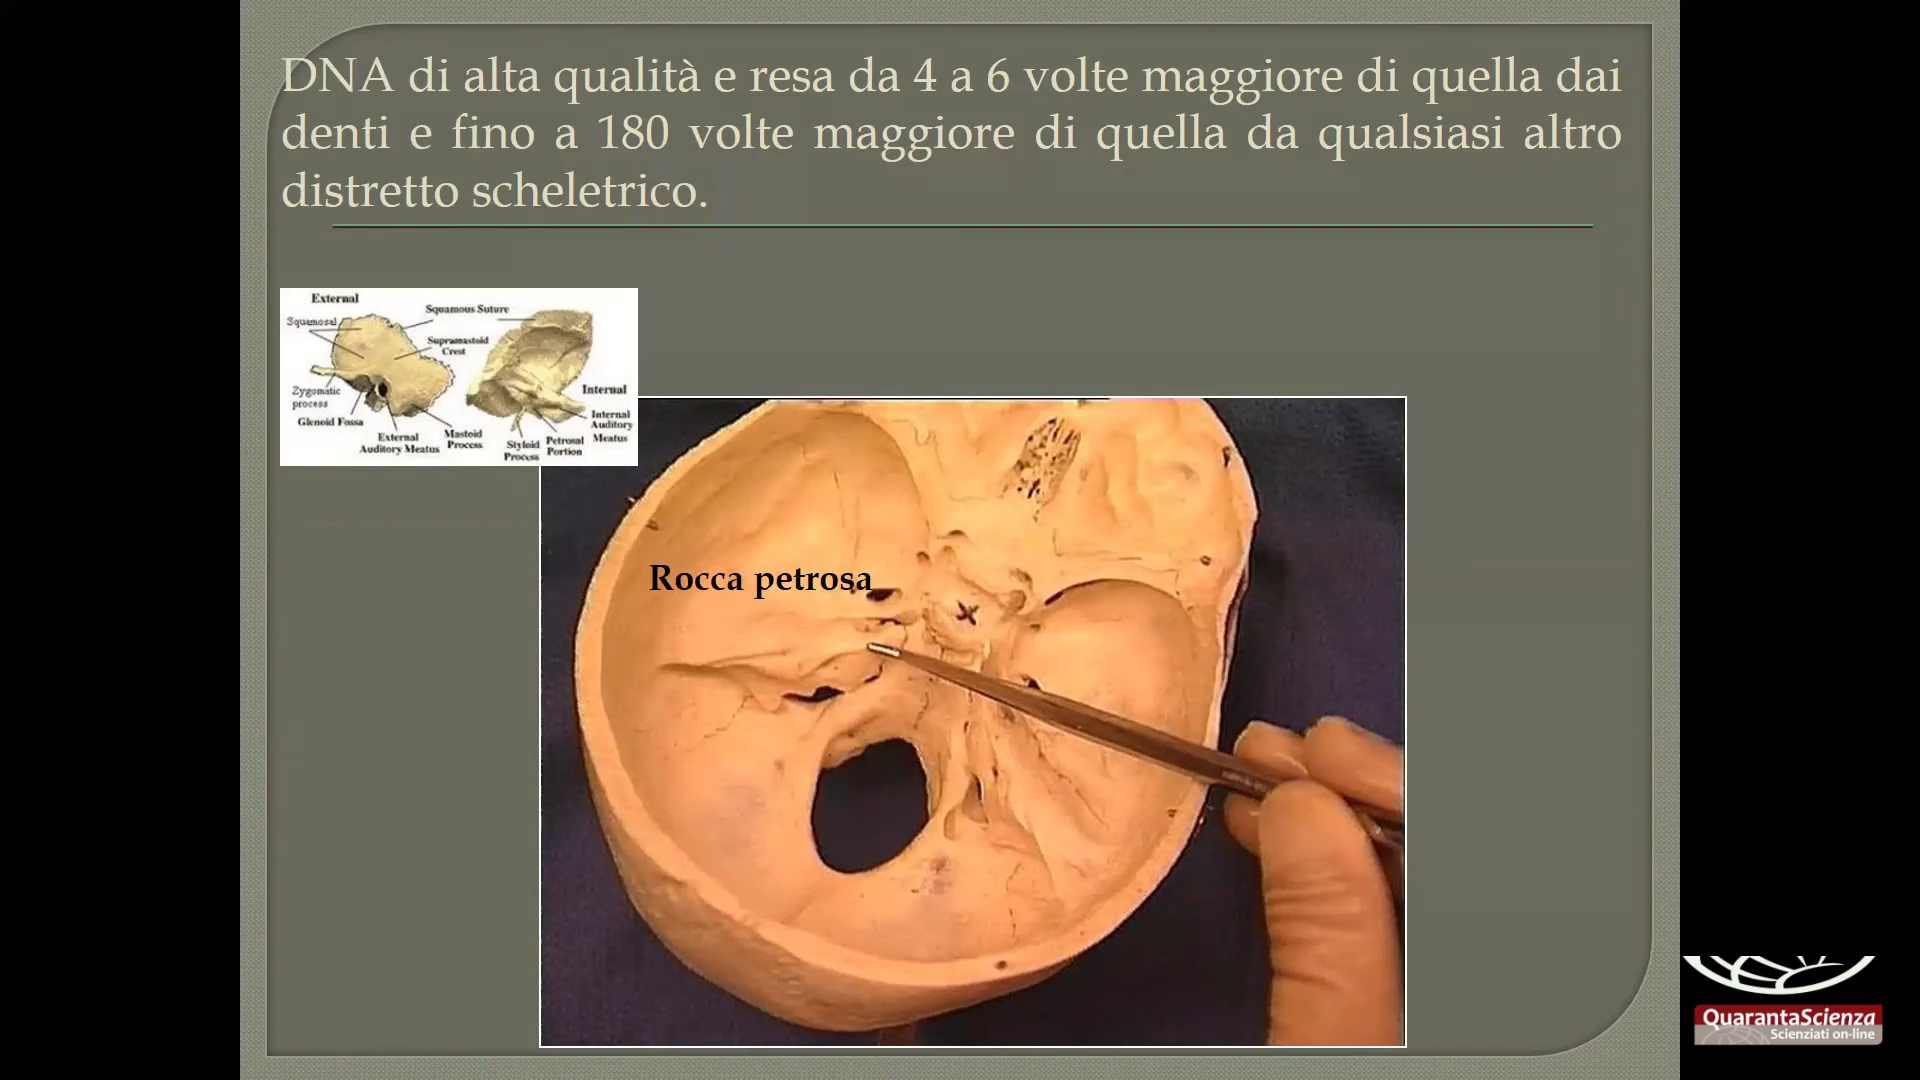 DNA di alta qualità e resa da 4 a 6 volte maggiore di quella dai
denti e fino a 180 volte maggiore di quella da qualsiasi altro
distretto scheletrico.
External
Squamosal
Squamous Suture
Supramastoid
Crest
Zygomatic
process
Glenoid Fossa
External
Auditory Meatus
Mastoid
Process
Internal
Internal
Auditory
Meatus
Styloid
Process
Petrosal
Portion
Rocca petrosa
x
QuarantaScienza
Scienziati on-line